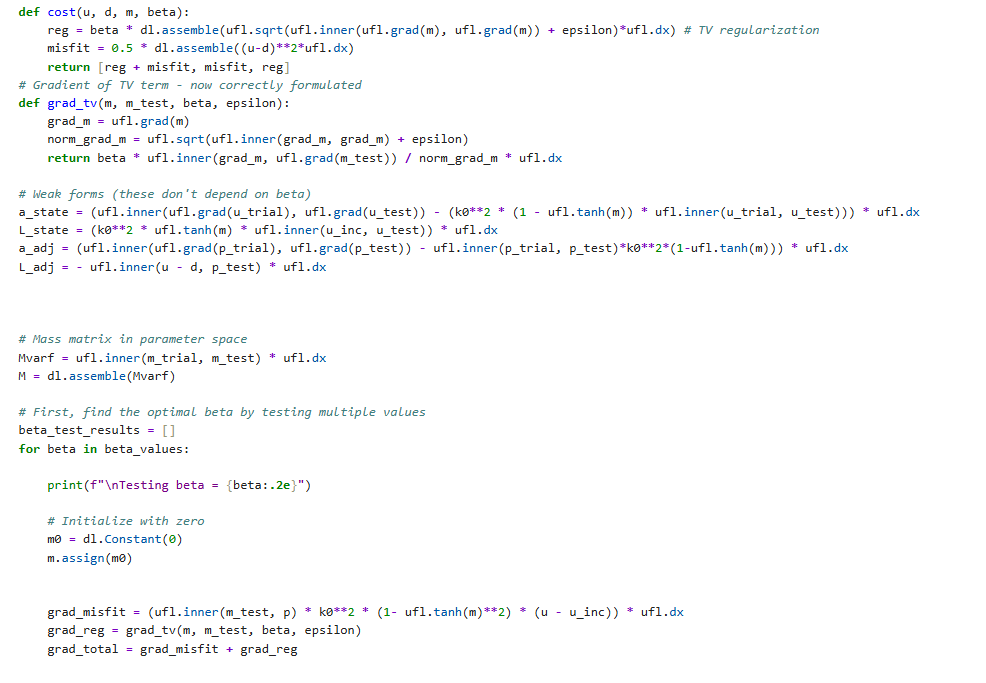 def cost(u, d, m, beta):
    reg = beta * dl.assemble(ufl.sqrt(ufl.inner(ufl.grad(m), ufl.grad(m)) + epsilon)*ufl.dx) # TV regularization
    misfit = 0.5 * dl.assemble((u-d)**2*ufl.dx)
    return [reg + misfit, misfit, reg]
# Gradient of TV term - now correctly formulated
def grad_tv(m, m_test, beta, epsilon):
    grad_m = ufl.grad(m)
    norm_grad_m = ufl.sqrt(ufl.inner(grad_m, grad_m) + epsilon)
    return beta * ufl.inner(grad_m, ufl.grad(m_test)) / norm_grad_m * ufl.dx
# Weak forms (these don't depend on beta)
a_state = (ufl.inner(ufl.grad(u_trial), ufl.grad(u_test)) - (k0**2 * (1 - ufl.tanh(m)) * ufl.inner(u_trial, u_test))) * ufl.dx
L_state = (k0**2 * ufl.tanh(m) * ufl.inner(u_inc, u_test)) * ufl.dx
a_adj = (ufl.inner(ufl.grad(p_trial), ufl.grad(p_test)) - ufl.inner(p_trial, p_test)*k0**2*(1-ufl.tanh(m))) * ufl.dx
L_adj = - ufl.inner(u - d, p_test) * ufl.dx
# Mass matrix in parameter space
Mvarf = ufl.inner(m_trial, m_test) * ufl.dx
M = dl.assemble(Mvarf)
# First, find the optimal beta by testing multiple values
beta_test_results = []
for beta in beta_values:
    print(f"\nTesting beta = {beta:.2e}")
    # Initialize with zero
    m0 = dl.Constant(0)
    m.assign(m0)
    grad_misfit = (ufl.inner(m_test, p) * k0**2 * (1- ufl.tanh(m)**2) * (u - u_inc)) * ufl.dx
    grad_reg = grad_tv(m, m_test, beta, epsilon)
    grad_total = grad_misfit + grad_reg